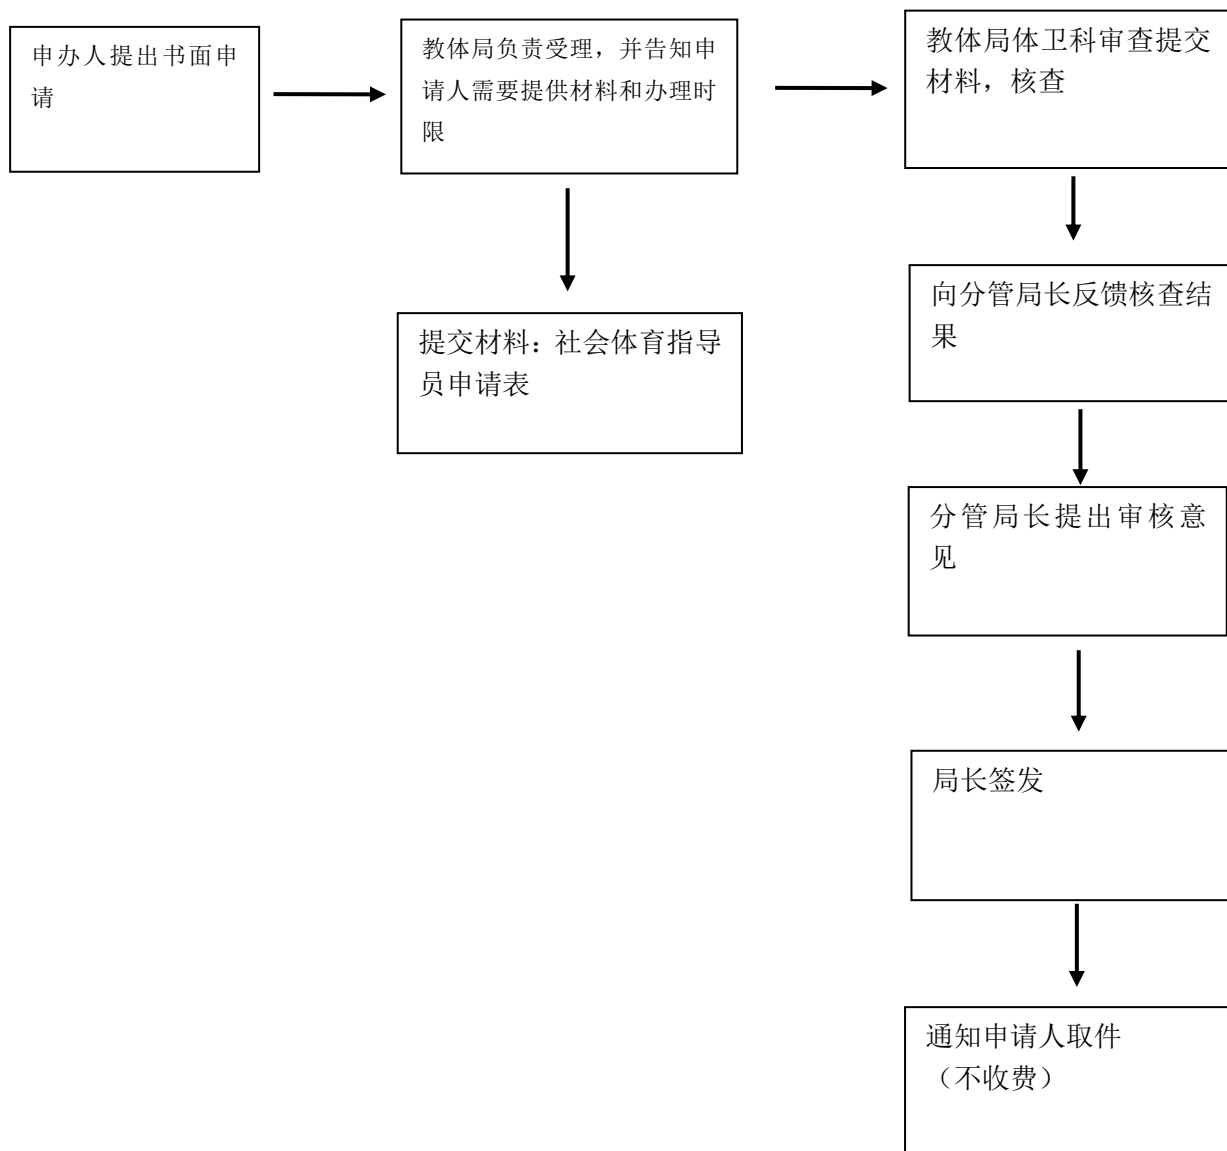 申办人提出书面申
请
教体局负责受理，并告知申
请人需要提供材料和办理时
限
教体局体卫科审查提交
材料，核查
提交材料：社会体育指导
员申请表
向分管局长反馈核查结
果
分管局长提出审核意
见
局长签发
通知申请人取件
（不收费）